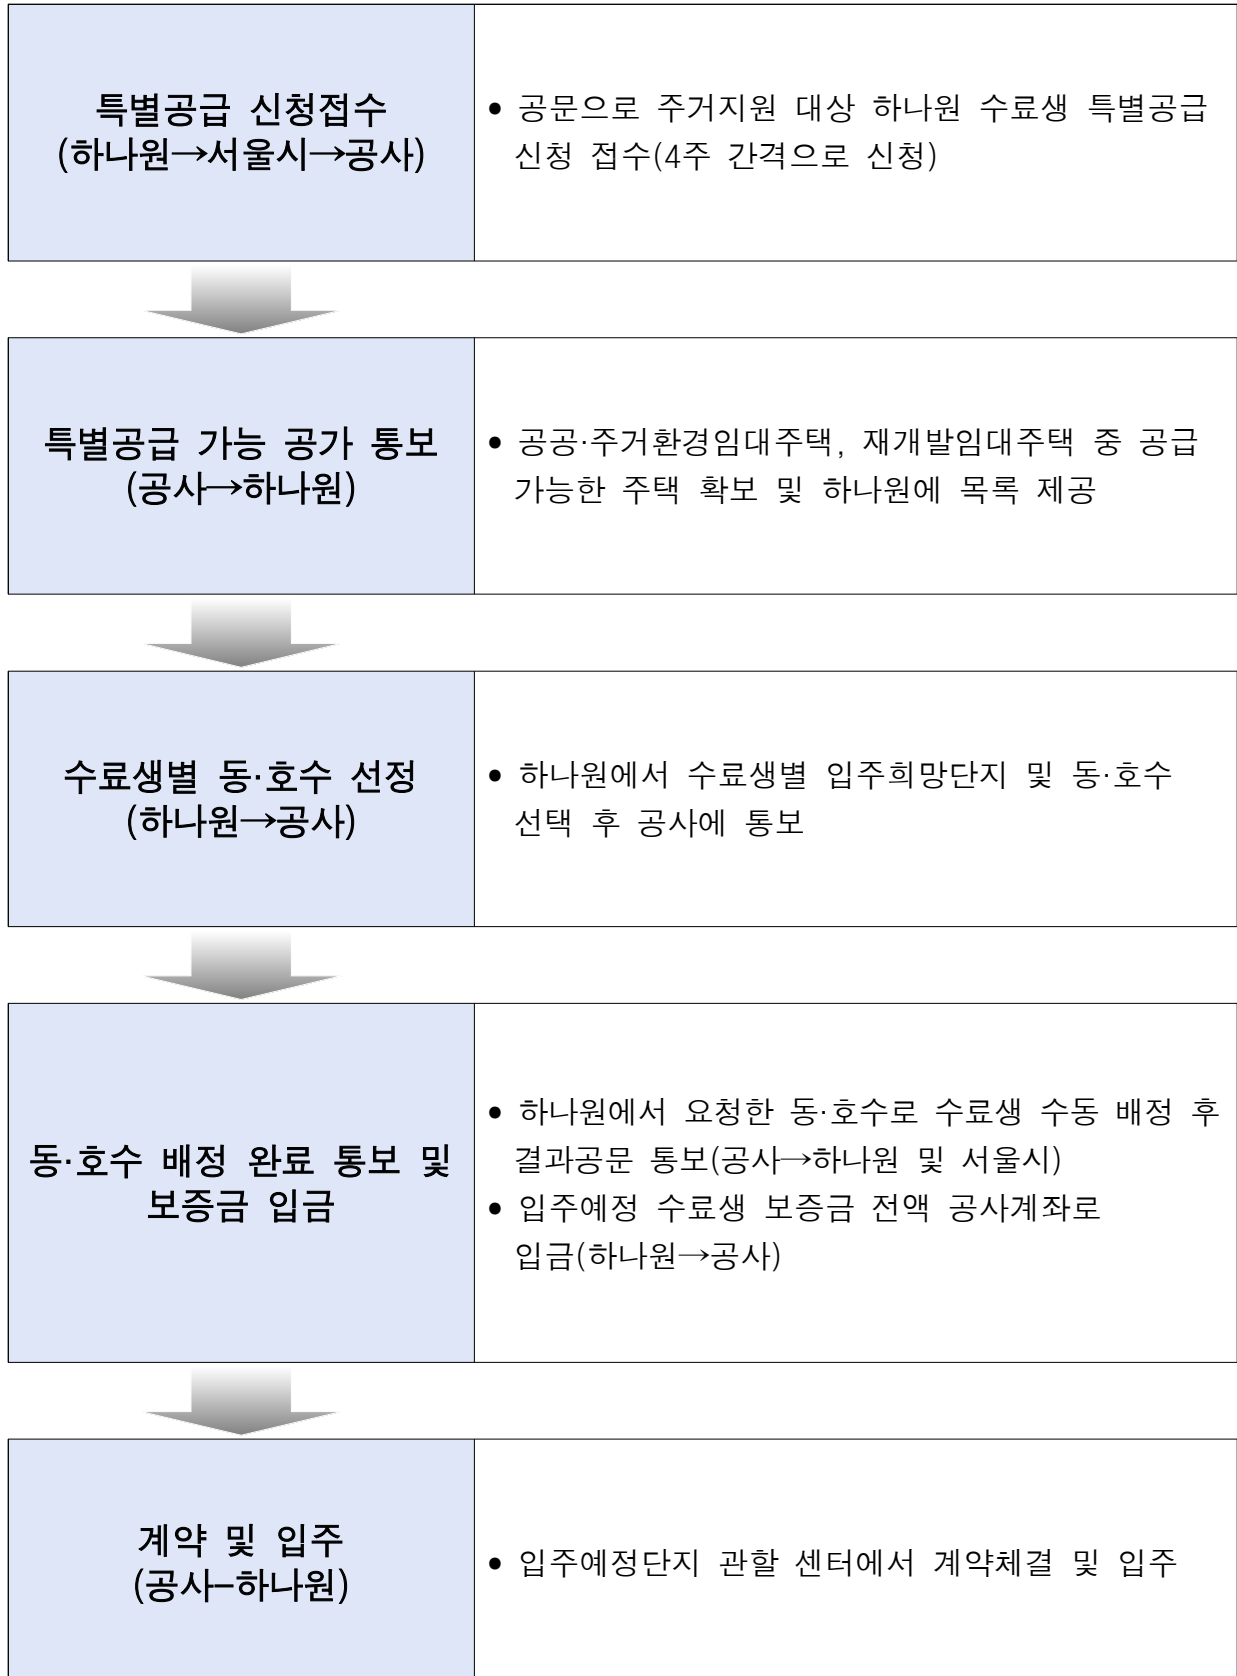 특별공급 신청접수
(하나원→서울시→공사)
• 공문으로 주거지원 대상 하나원 수료생 특별공급
신청 접수(4주 간격으로 신청)
특별공급 가능 공가 통보
(공사→하나원)
• 공공·주거환경임대주택, 재개발임대주택 중 공급
가능한 주택 확보 및 하나원에 목록 제공
수료생별 동·호수 선정
(하나원→공사)
• 하나원에서 수료생별 입주희망단지 및 동·호수
선택 후 공사에 통보
동·호수 배정 완료 통보 및
보증금 입금
• 하나원에서 요청한 동·호수로 수료생 수동 배정 후
결과공문 통보(공사→하나원 및 서울시)
• 입주예정 수료생 보증금 전액 공사계좌로
입금(하나원→공사)
계약 및 입주
(공사–하나원)
• 입주예정단지 관할 센터에서 계약체결 및 입주